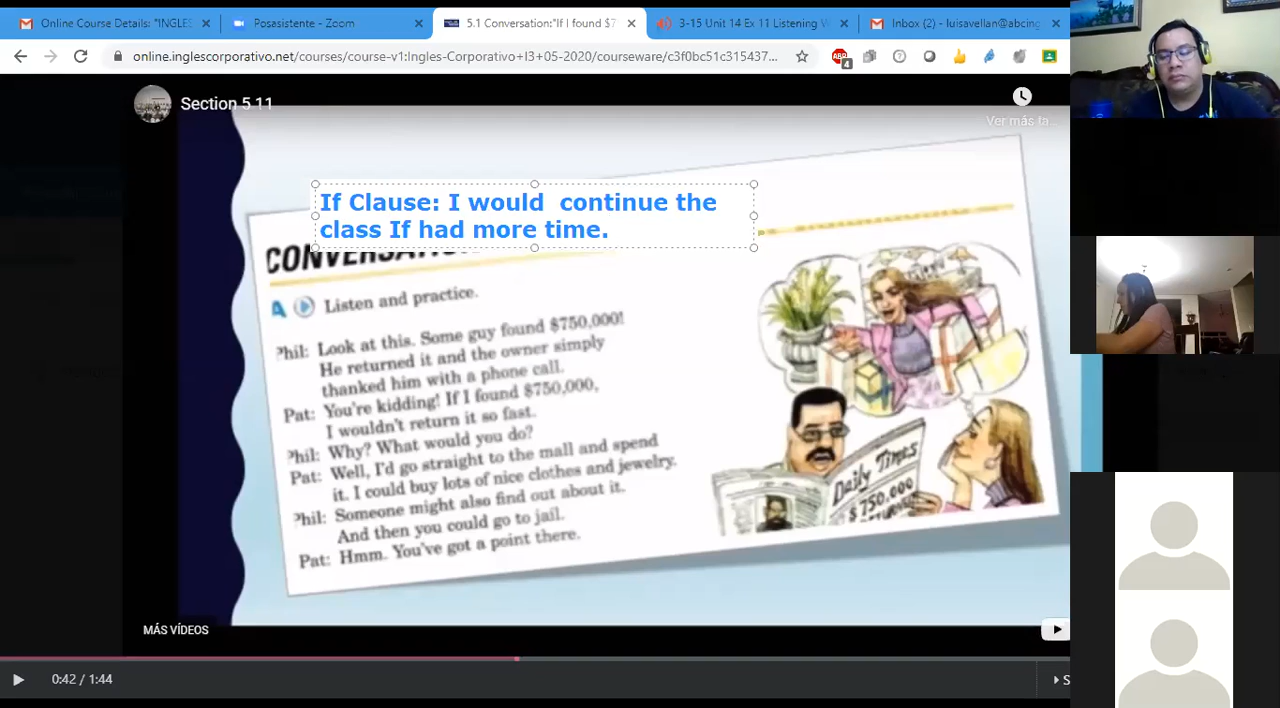 Online Course Details: "INGLES
Posasistente - Zoom
5.1 Conversation:"If I found $7
3-15 Unit 14 Ex 11 Listening W
Inbox (2) - luisavellan@abcing
online.inglescorporativo.net/courses/course-v1:Ingles-Corporativo+I3+05-2020/courseware/c3f0bc51c315437...
4
Section 5 11
Ver más ta...
If Clause: I would continue the
class If had more time.
CONVERSATION
A Listen and practice.
Phil: Look at this. Some guy found $750,000!
He returned it and the owner simply
thanked him with a phone call.
Pat: You're kidding! If I found $750,000,
I wouldn't return it so fast.
Phil: Why? What would you do?
Pat: Well, I'd go straight to the mall and spend
it. I could buy lots of nice clothes and jewelry.
Phil: Someone might also find out about it.
And then you could go to jail.
Pat: Hmm. You've got a point there.
Daily Times
$750,000
MÁS VÍDEOS
0:42 / 1:44
S